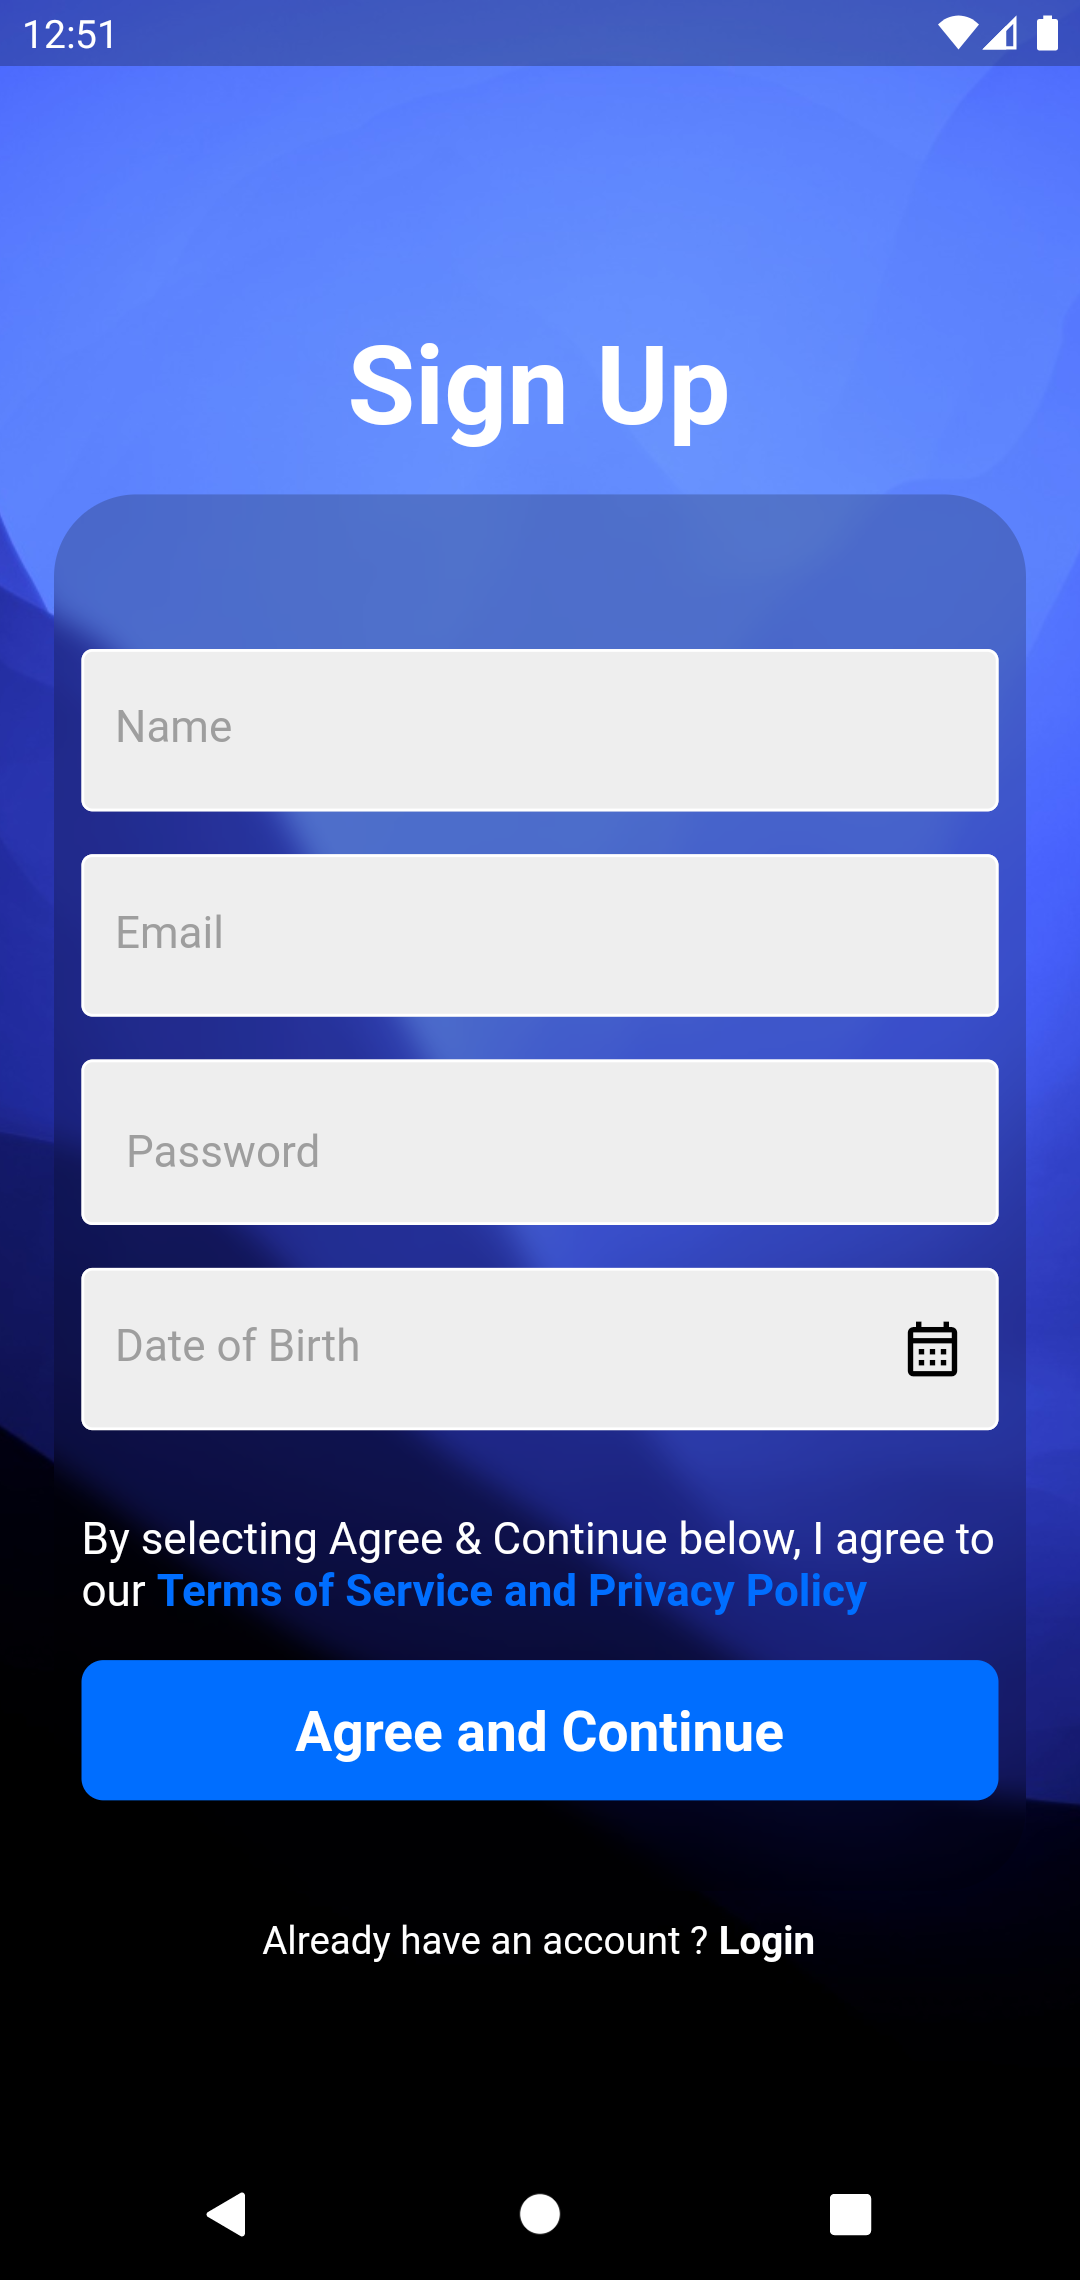 12:51
Sign Up
Name
Email
Password
Date of Birth
By selecting Agree & Continue below, I agree to
our Terms of Service and Privacy Policy
Agree and Continue
Already have an account ? Login